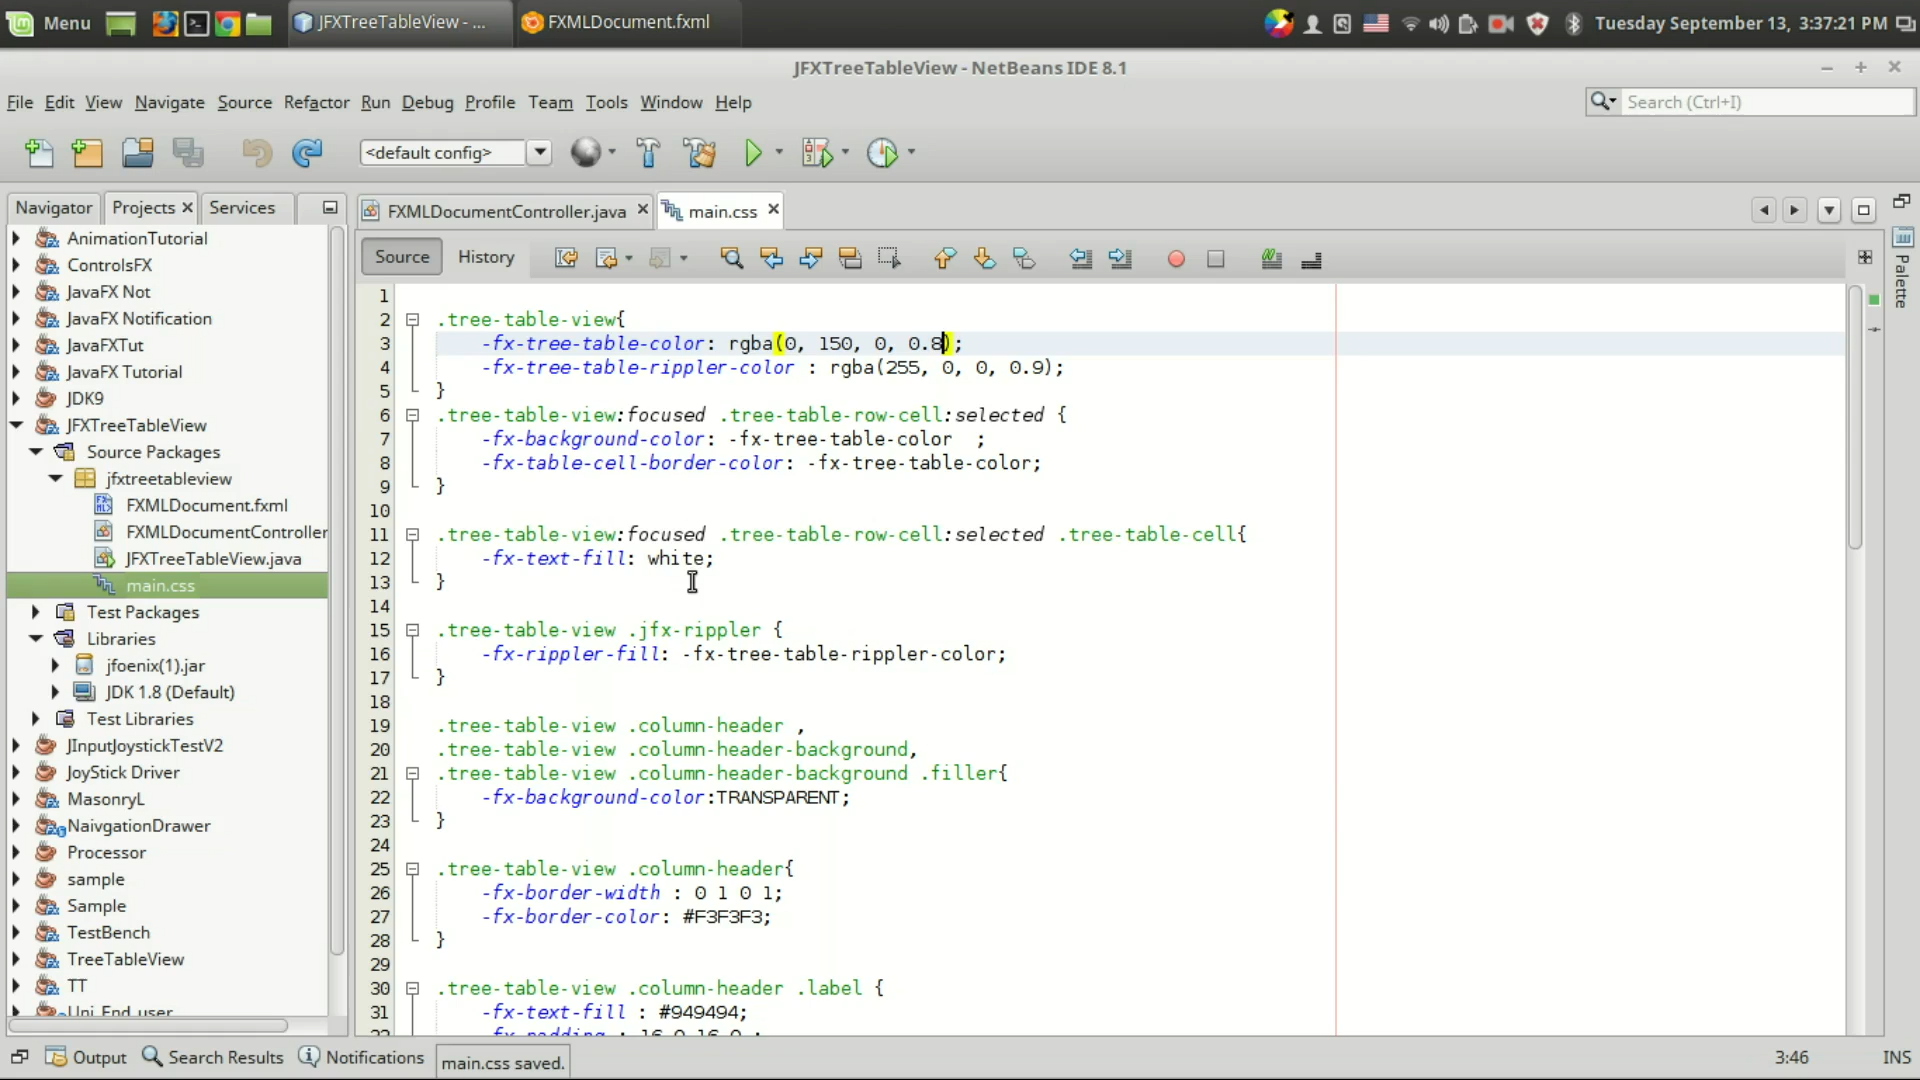 Menu
JFXTreeTableView - ...
FXMLDocument.fxml
Tuesday September 13, 3:37:21 PM
JFXTreeTableView - NetBeans IDE 8.1
File Edit View Navigate Source Refactor Run Debug Profile Team Tools Window Help
Search (Ctrl+I)
<default config>
Navigator Projects Services
FXMLDocumentController.java main.css
Source History
Palette
AnimationTutorial
ControlsFX
JavaFX Not
JavaFX Notification
JavaFXTut
JavaFX Tutorial
JDK9
JFXTreeTableView
Source Packages
jfxtreetableview
FXMLDocument.fxml
FXMLDocumentController
JFXTreeTableView.java
main.css
Test Packages
Libraries
jfoenix(1).jar
JDK 1.8 (Default)
Test Libraries
JInputJoystickTestV2
JoyStick Driver
MasonryL
NaivgationDrawer
Processor
sample
Sample
TestBench
TreeTableView
TT
Uni End user
1
2 .tree-table-view{
3 -fx-tree-table-color: rgba(0, 150, 0, 0.8);
4 -fx-tree-table-rippler-color : rgba(255, 0, 0, 0.9);
5 }
6 .tree-table-view:focused .tree-table-row-cell:selected {
7 -fx-background-color: -fx-tree-table-color  ;
8 -fx-table-cell-border-color: -fx-tree-table-color;
9 }
10
11 .tree-table-view:focused .tree-table-row-cell:selected .tree-table-cell{
12 -fx-text-fill: white;
13 }
14
15 .tree-table-view .jfx-rippler {
16 -fx-rippler-fill: -fx-tree-table-rippler-color;
17 }
18
19 .tree-table-view .column-header ,
20 .tree-table-view .column-header-background,
21 .tree-table-view .column-header-background .filler{
22 -fx-background-color:TRANSPARENT;
23 }
24
25 .tree-table-view .column-header{
26 -fx-border-width : 0 1 0 1;
27 -fx-border-color: #F3F3F3;
28 }
29
30 .tree-table-view .column-header .label {
31 -fx-text-fill : #949494;
32 -fx-padding : 16 0 16 0 ;
Output Search Results Notifications main.css saved. 3:46 INS